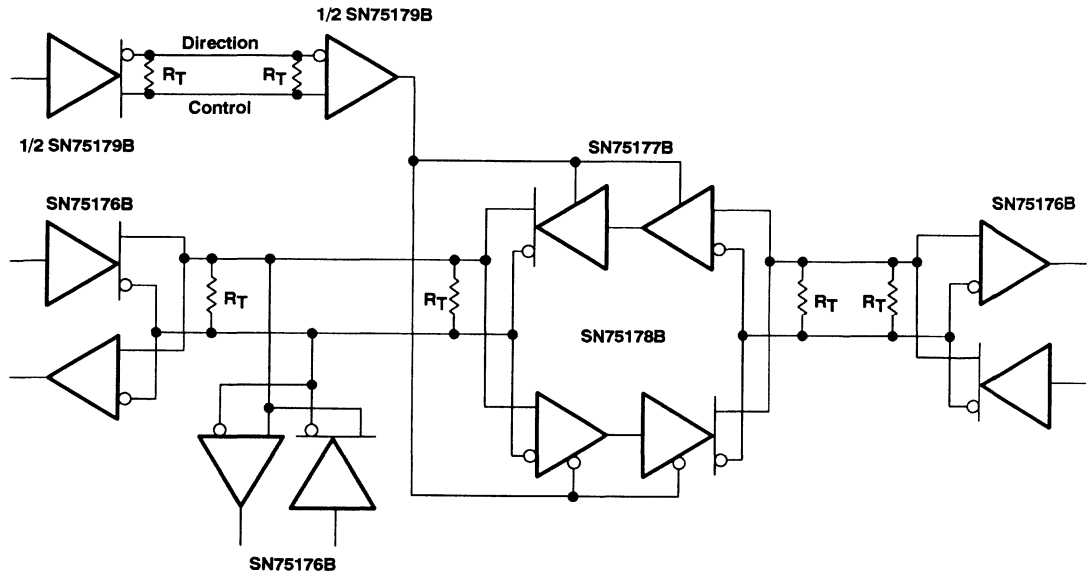 1/2 SN75179B
Direction
RT
RT
Control
1/2 SN75179B
SN75177B
SN75176B
SN75176B
RT
RT
RT
RT
SN75178B
SN75176B